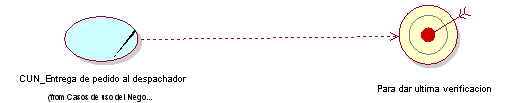 CUN_Entrega de pedido al despachador
(from Casos de uso del Nego...
Para dar ultima verificacion